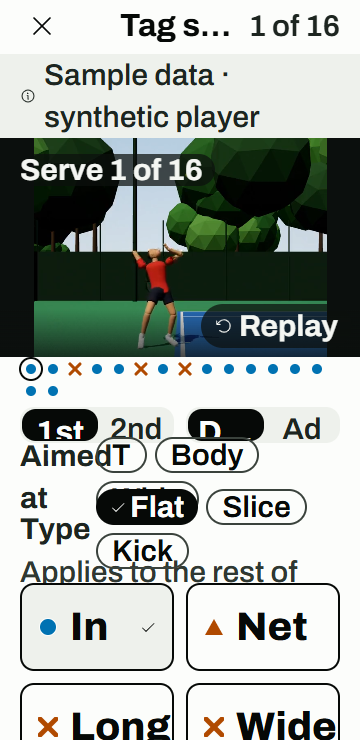 Tag s... 1 of 16
Sample data ·
synthetic player
Serve 1 of 16
Replay
1st 2nd D Ad
Aimed at T Body
Type Flat Slice
Kick
Applies to the rest of
In Net
Long Wide